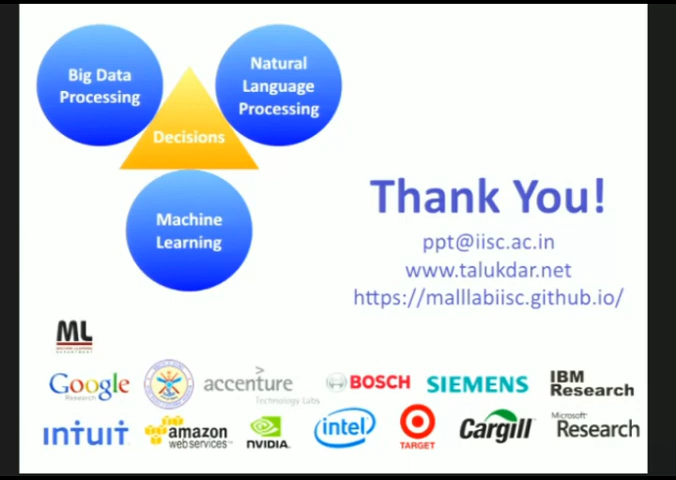 Big Data
Processing
Natural
Language
Processing
Decisions
Machine
Learning
Thank You!
ppt@iisc.ac.in
www.talukdar.net
https://malllabiisc.github.io/
ML
Google
Research
accenture
Technology Labs
BOSCH
SIEMENS
IBM
Research
intuit
amazon
webservices
NVIDIA
intel
TARGET
Cargill
Microsoft
Research